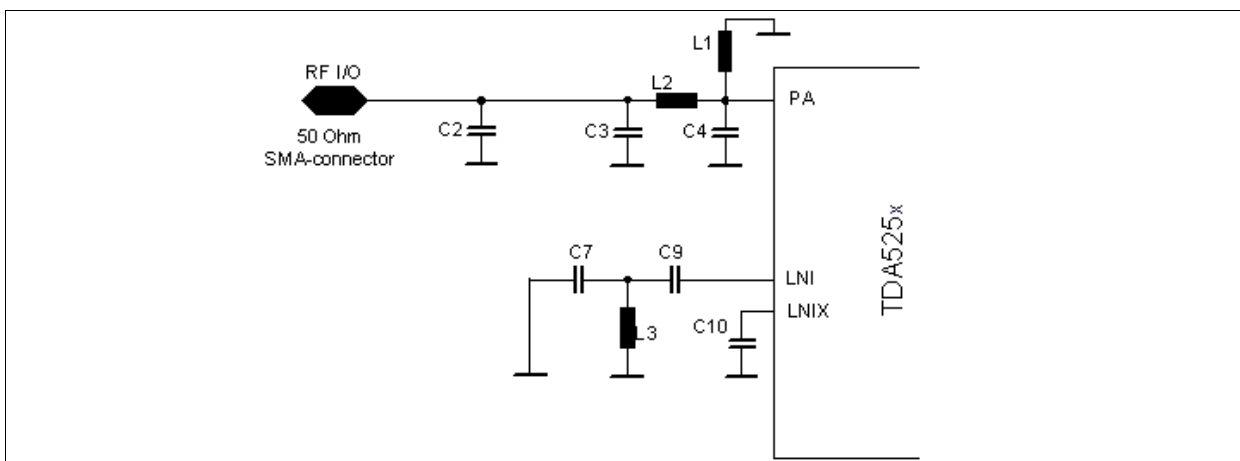 L1
RF I/O
L2
PA
C2
C3
C4
50 Ohm
SMA-connector
C7
C9
LNI
LNIX
C10
L3
TDA525x